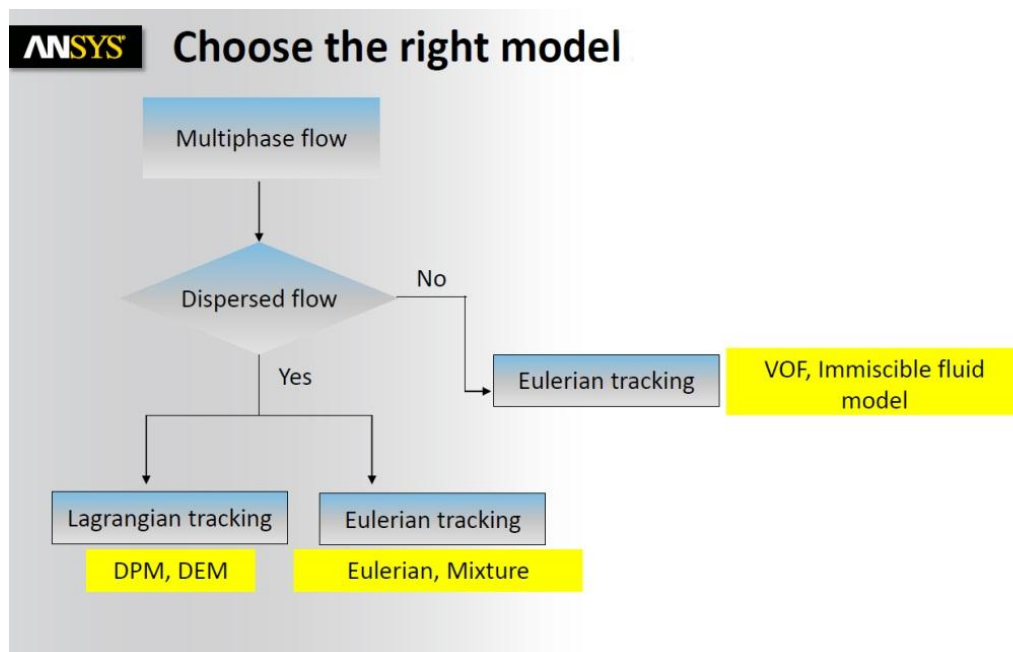 ANSYS Choose the right model
Multiphase flow
Dispersed flow
No
Yes
Eulerian tracking
VOF, Immiscible fluid
model
Lagrangian tracking
Eulerian tracking
DPM, DEM
Eulerian, Mixture